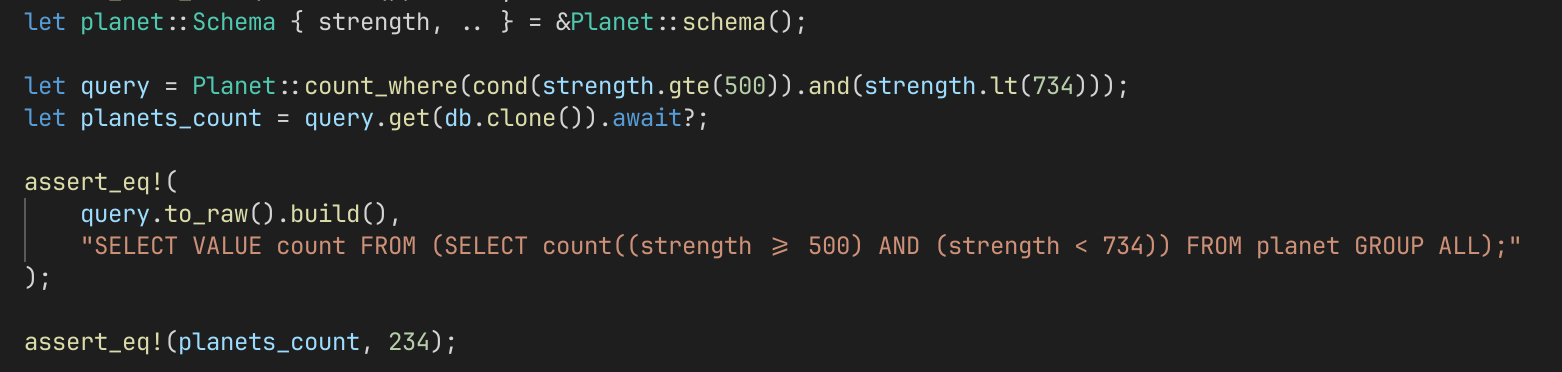 let planet::Schema { strength, .. } = &Planet::schema();
let query = Planet::count_where(cond(strength.gte(500)).and(strength.lt(734)));
let planets_count = query.get(db.clone()).await?;
assert_eq!(
    query.to_raw().build(),
    "SELECT VALUE count FROM (SELECT count((strength >= 500) AND (strength < 734)) FROM planet GROUP ALL);"
);
assert_eq!(planets_count, 234);